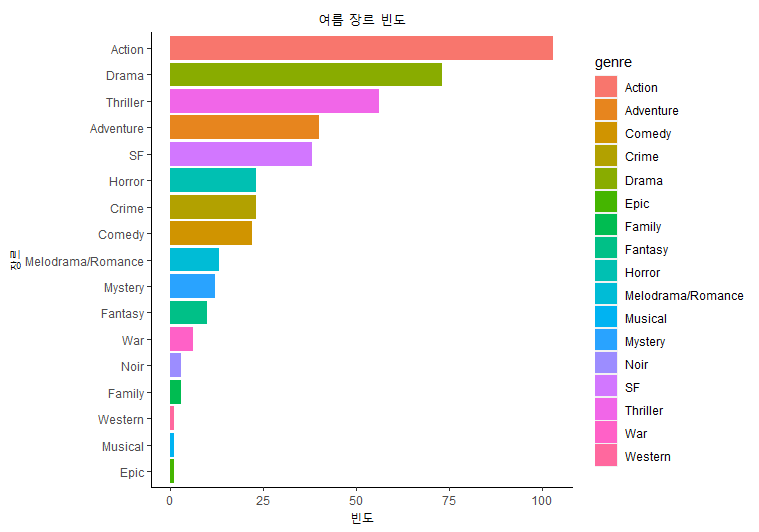 여름 장르 빈도
Action
Drama
Thriller
Adventure
SF
Horror
Crime
Comedy
Melodrama/Romance
Mystery
Fantasy
War
Noir
Family
Western
Musical
Epic
0 25 50 75 100
빈도
genre
Action
Adventure
Comedy
Crime
Drama
Epic
Family
Fantasy
Horror
Melodrama/Romance
Musical
Mystery
Noir
SF
Thriller
War
Western